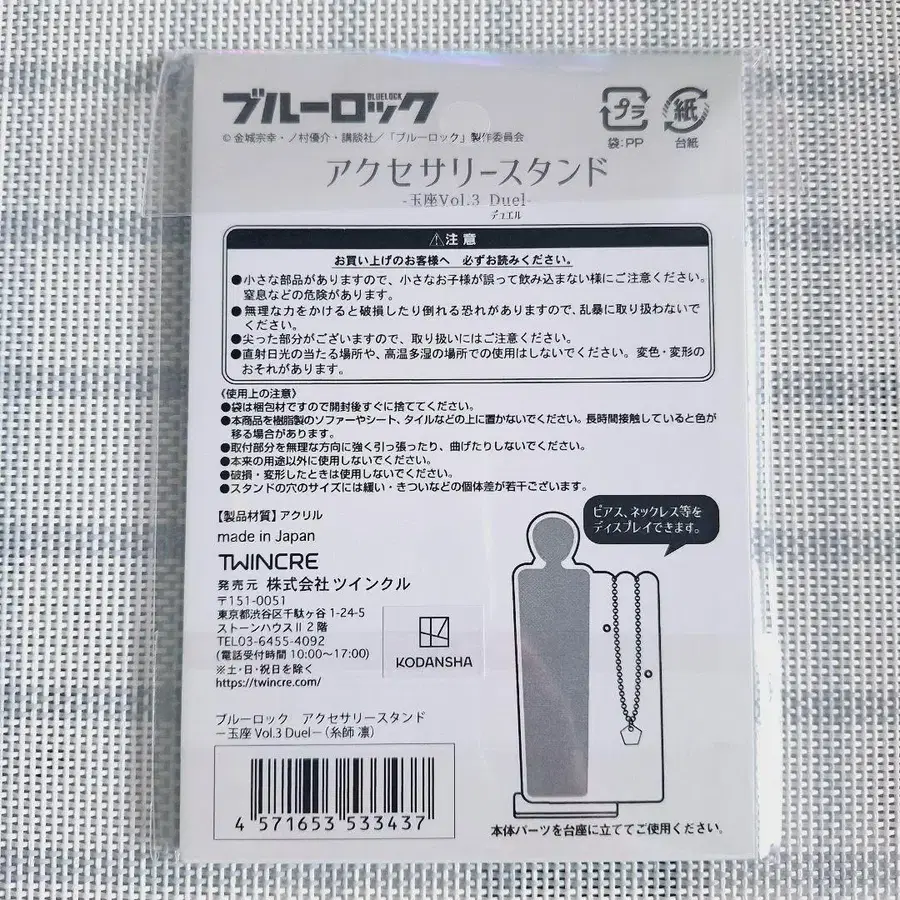 ブルーロック
BLUELOCK
©金城宗幸・ノ村優介・講談社／「ブルーロック」製作委員会
プラ
袋:PP
紙
台紙
アクセサリースタンド
-玉座Vol.3 Duel-
デュエル
⚠注意
お買い上げのお客様へ 必ずお読みください。
●小さな部品がありますので、小さなお子様が誤って飲み込まない様にご注意ください。
窒息などの危険があります。
●無理な力をかけると破損したり倒れる恐れがありますので、乱暴に取り扱わないで
ください。
●尖った部分がございますので、取り扱いにはご注意ください。
●直射日光の当たる場所や、高温多湿の場所での使用はしないでください。変色・変形の
おそれがあります。
〈使用上の注意〉
●袋は梱包材ですので開封後すぐに捨ててください。
●本商品を樹脂製のソファーやシート、タイルなどの上に置かないでください。長時間接触していると色が
移る場合があります。
●取付部分を無理な方向に強く引っ張ったり、曲げたりしないでください。
●本来の用途以外に使用しないでください。
●破損・変形したときは使用しないでください。
●スタンドの穴のサイズには緩い・きついなどの個体差が若干ございます。
【製品材質】アクリル
made in Japan
TWINCRE
発売元 株式会社ツインクル
〒151-0051
東京都渋谷区千駄ヶ谷1-24-5
ストーンハウスⅡ 2階
TEL03-6455-4092
(電話受付時間 10:00〜17:00)
※土・日・祝日を除く
https://twincre.com/
KODANSHA
ピアス、ネックレス等を
ディスプレイできます。
ブルーロック アクセサリースタンド
－玉座 Vol.3 Duel－（糸師 凛）
4 571653 533437
本体パーツを台座に立ててご使用ください。